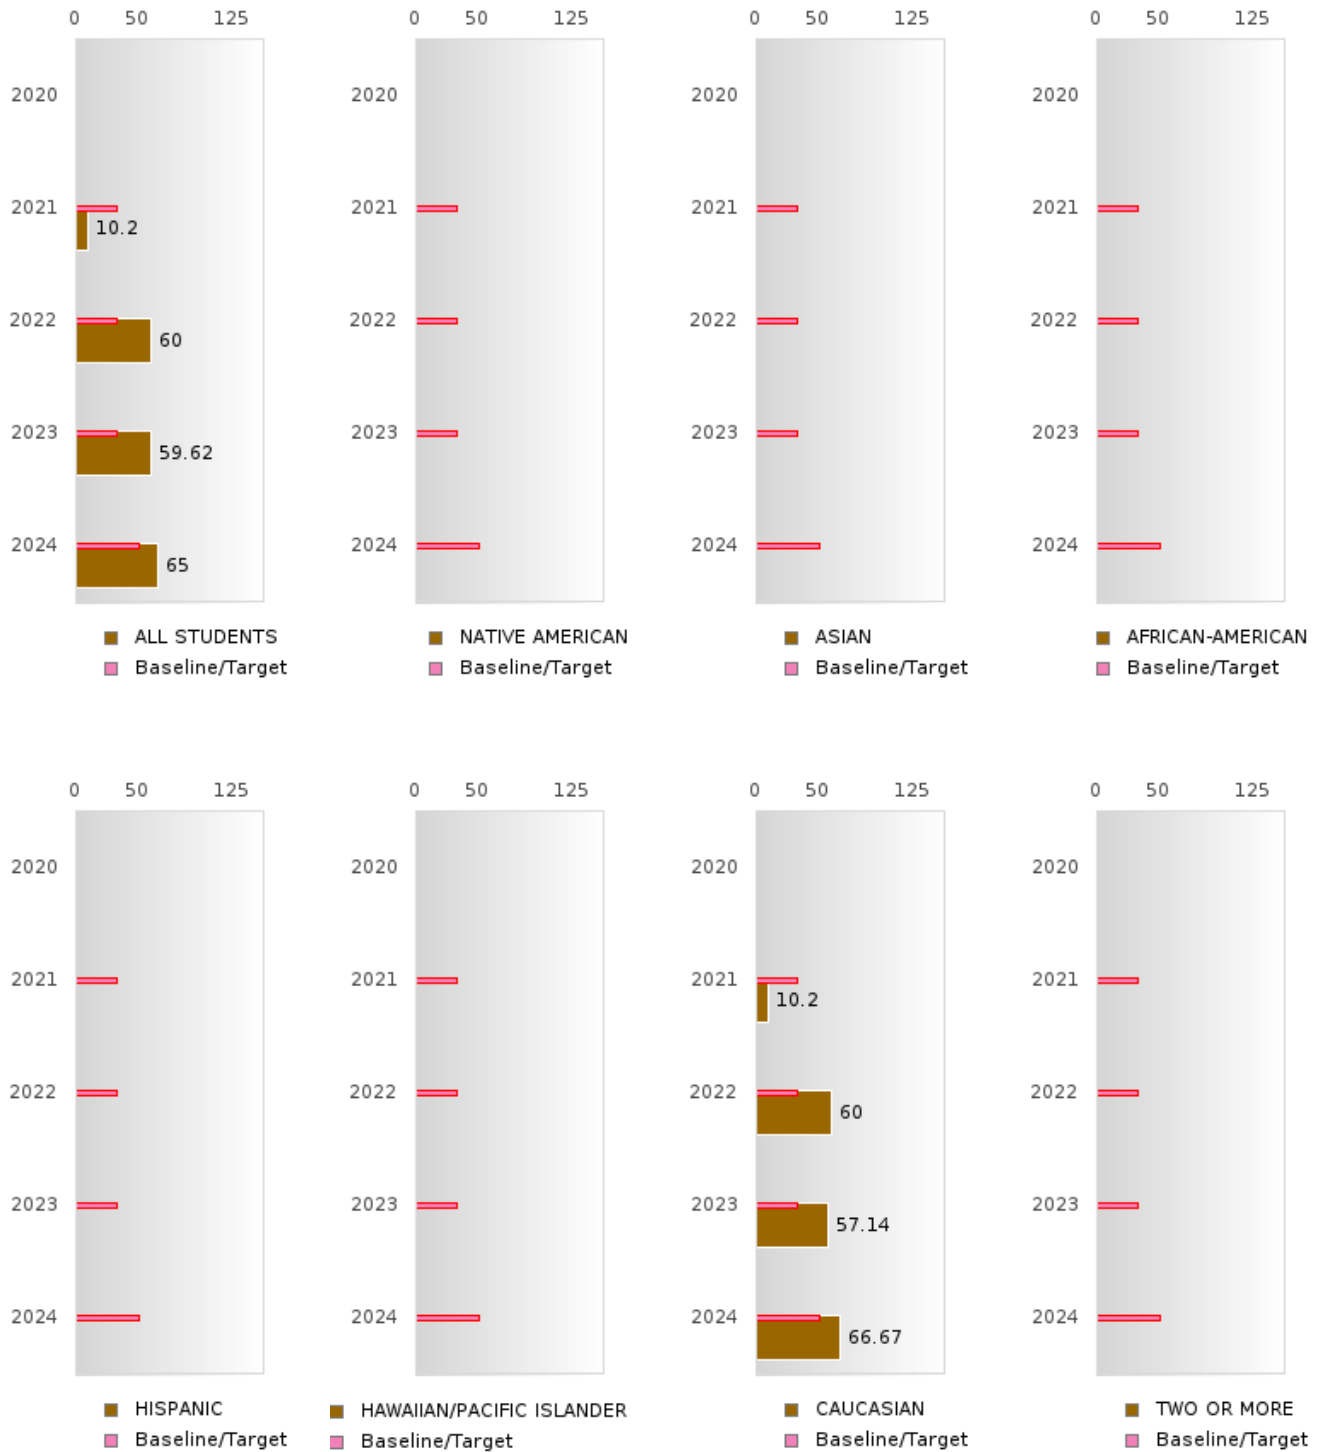 0 50 125 0 50 125 0 50 125 0 50 125
2020 2020 2020 2020
2021 2021 2021 2021
10.2
2022 2022 2022 2022
60
2023 2023 2023 2023
59.62
2024 2024 2024 2024
65
ALL STUDENTS NATIVE AMERICAN ASIAN AFRICAN-AMERICAN
Baseline/Target Baseline/Target Baseline/Target Baseline/Target
0 50 125 0 50 125 0 50 125 0 50 125
2020 2020 2020 2020
2021 2021 2021 2021
10.2
2022 2022 2022 2022
60
2023 2023 2023 2023
57.14
2024 2024 2024 2024
66.67
HISPANIC HAWAIIAN/PACIFIC ISLANDER CAUCASIAN TWO OR MORE
Baseline/Target Baseline/Target Baseline/Target Baseline/Target